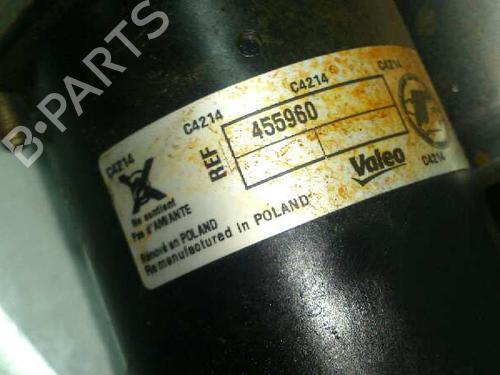 B-PARTS
C4214
C4214
C4214
C4214
REF
455960
Valeo
C4214
Ne contient
Pas d'AMIANTE
Rénové en POLAND
Remanufactured in POLAND